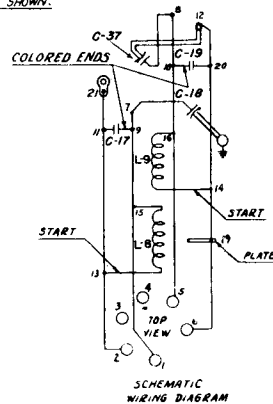 SHOWN:
8
12
C-37
C-19
COLORED ENDS
10
20
C-18
21
7
11
9
C-17
16
L-9
14
15
START
L-8
19
START
PLATE
13
4
5
3
TOP
VIEW
6
2
1
SCHEMATIC
WIRING DIAGRAM